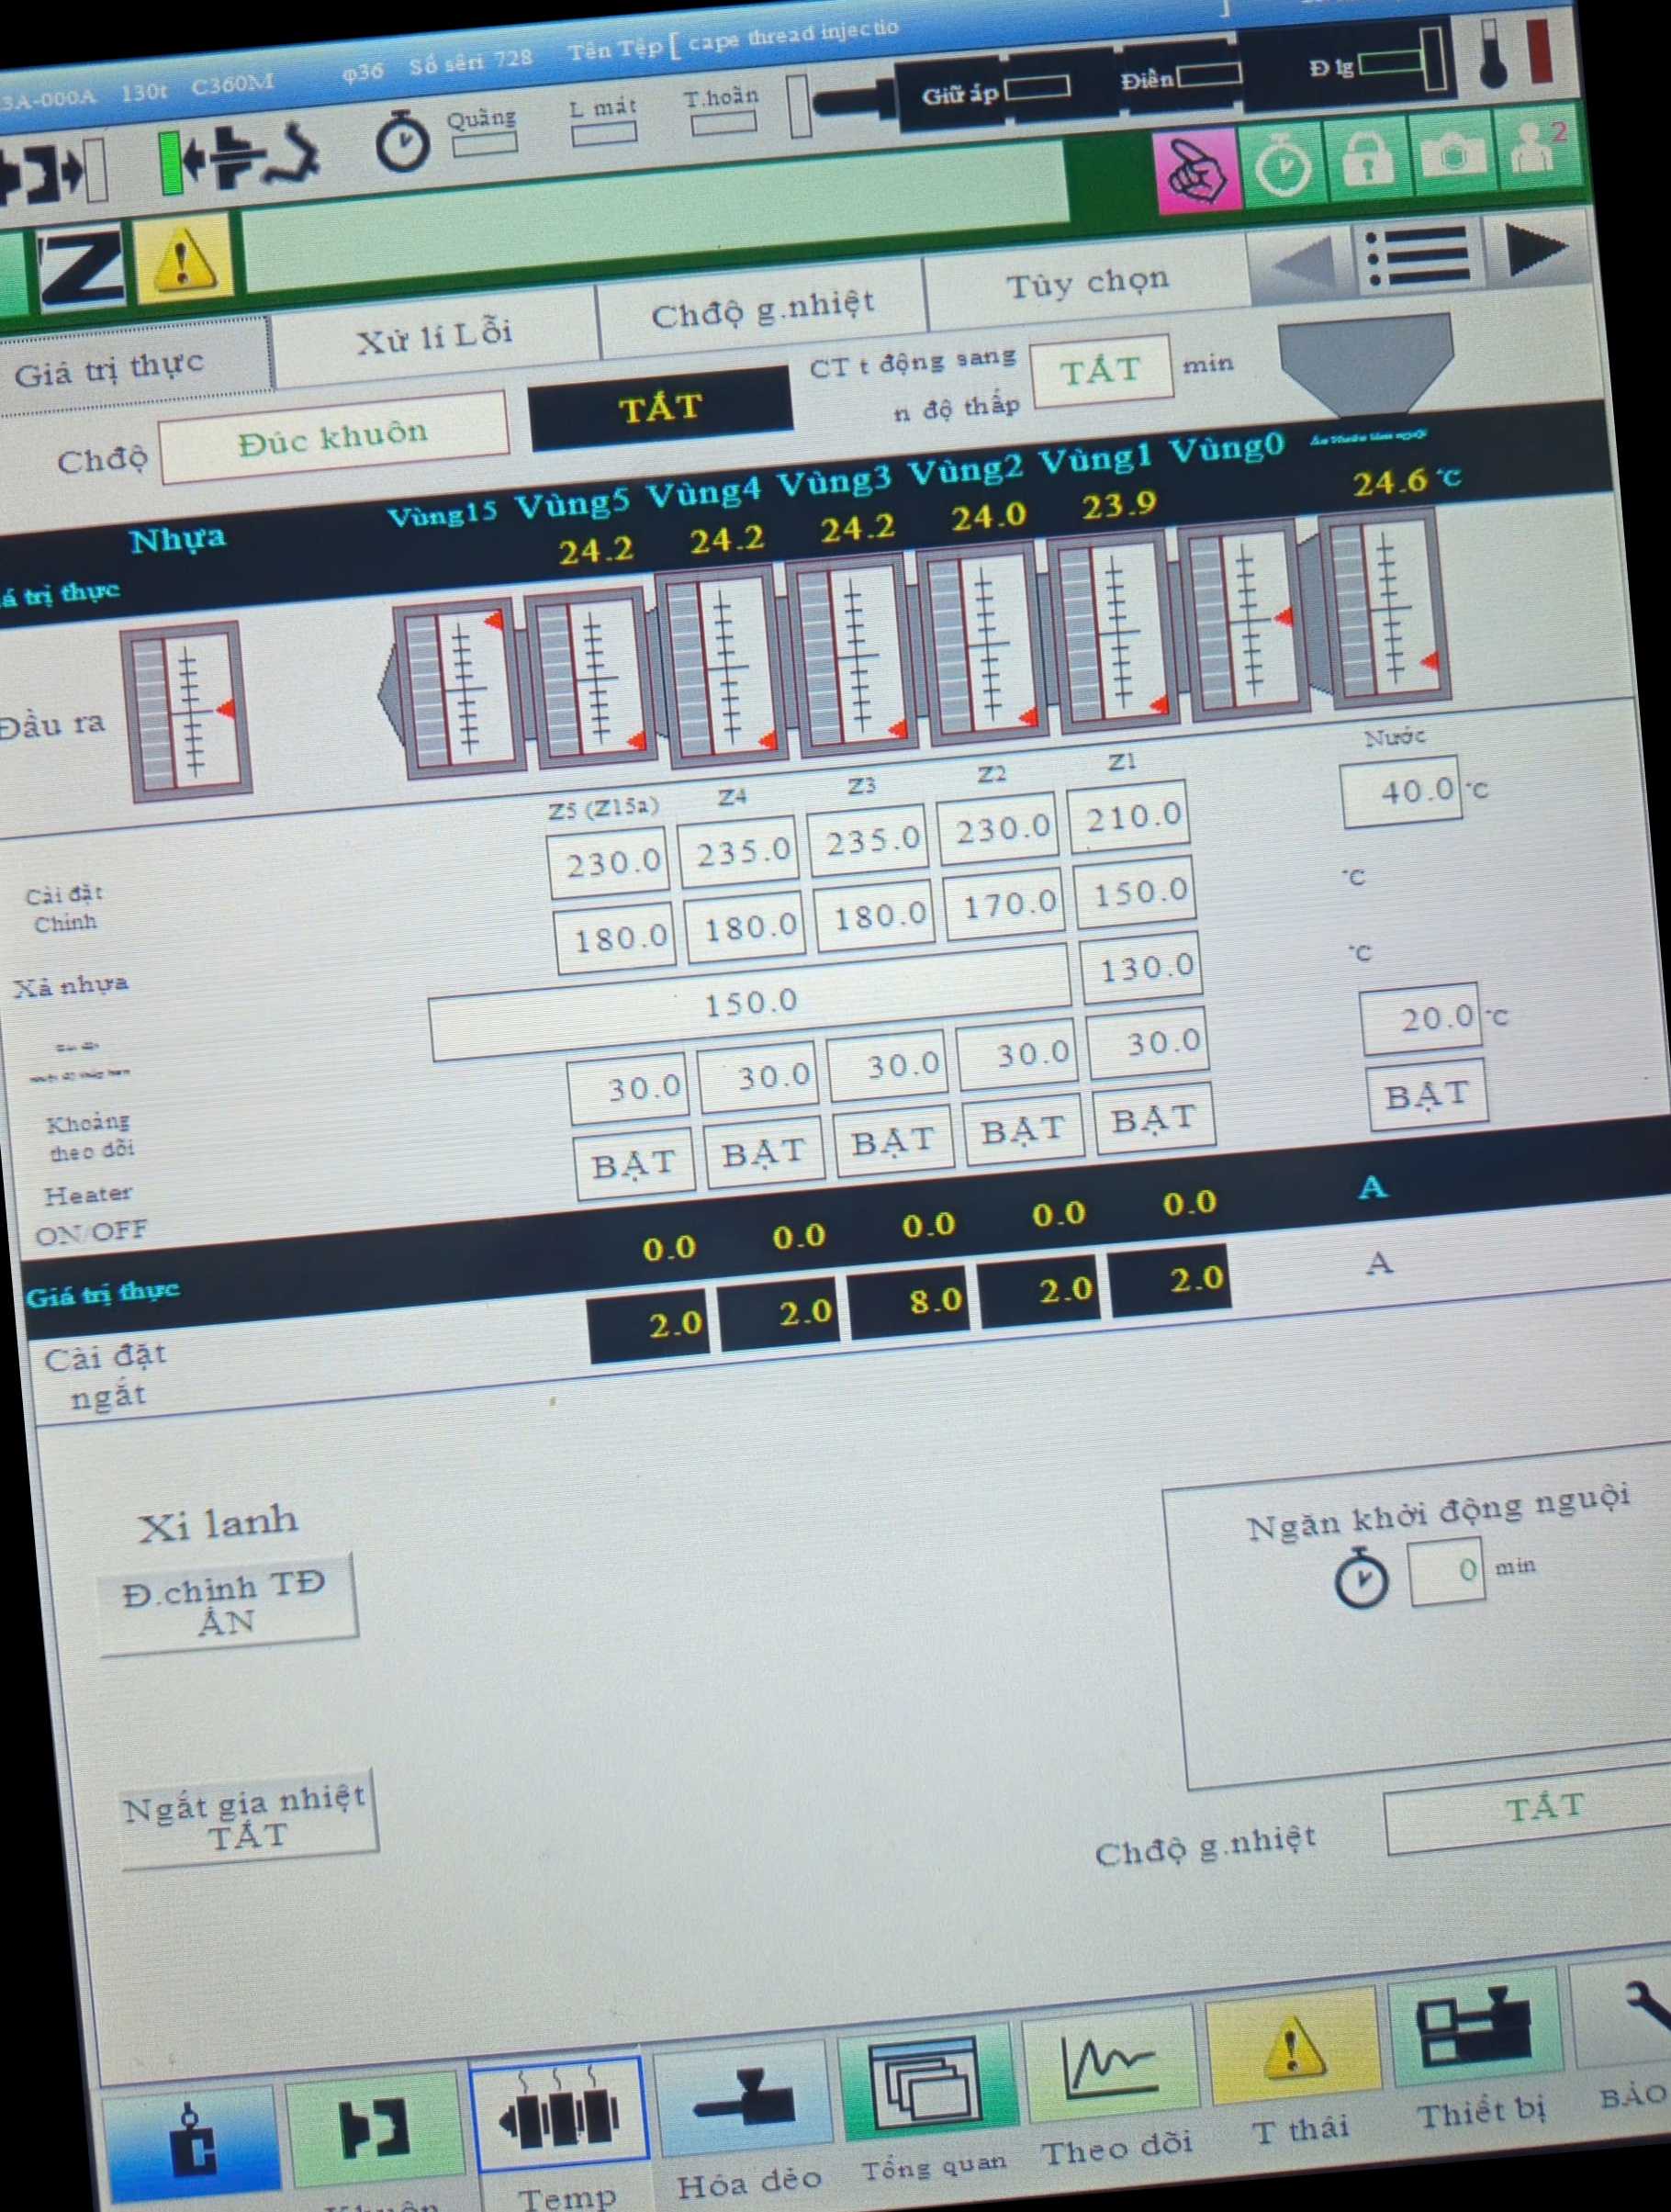 3A-000A 130t C360M φ36 Số sêri 728 Tên Tệp [ cape thread injectio ]
Quãng L mát T.hoãn Giữ áp Điền Đ lg
2
Giá trị thực Xử lí Lỗi Chđộ g.nhiệt Tùy chọn
Chđộ Đúc khuôn TẮT CT t động sang
n độ thấp TẮT min
Nhựa Vùng15 Vùng5 Vùng4 Vùng3 Vùng2 Vùng1 Vùng0
á trị thực 24.2 24.2 24.2 24.0 23.9 24.6 °C
Đầu ra
Z5 (Z15a) Z4 Z3 Z2 Z1 Nước
Cài đặt
Chính 230.0 235.0 235.0 230.0 210.0 40.0 °C
Xả nhựa 180.0 180.0 180.0 170.0 150.0 °C
150.0 130.0 °C
Khoảng
theo dõi 30.0 30.0 30.0 30.0 30.0 20.0 °C
Heater
ON/OFF BẬT BẬT BẬT BẬT BẬT BẬT
Giá trị thực 0.0 0.0 0.0 0.0 0.0 A
Cài đặt
ngắt 2.0 2.0 8.0 2.0 2.0 A
Xi lanh
Đ.chỉnh TĐ
ẤN
Ngăn khởi động nguội
0 min
Ngắt gia nhiệt
TẮT
Chđộ g.nhiệt TẮT
Temp Hóa dẻo Tổng quan Theo dõi T thái Thiết bị BẢO